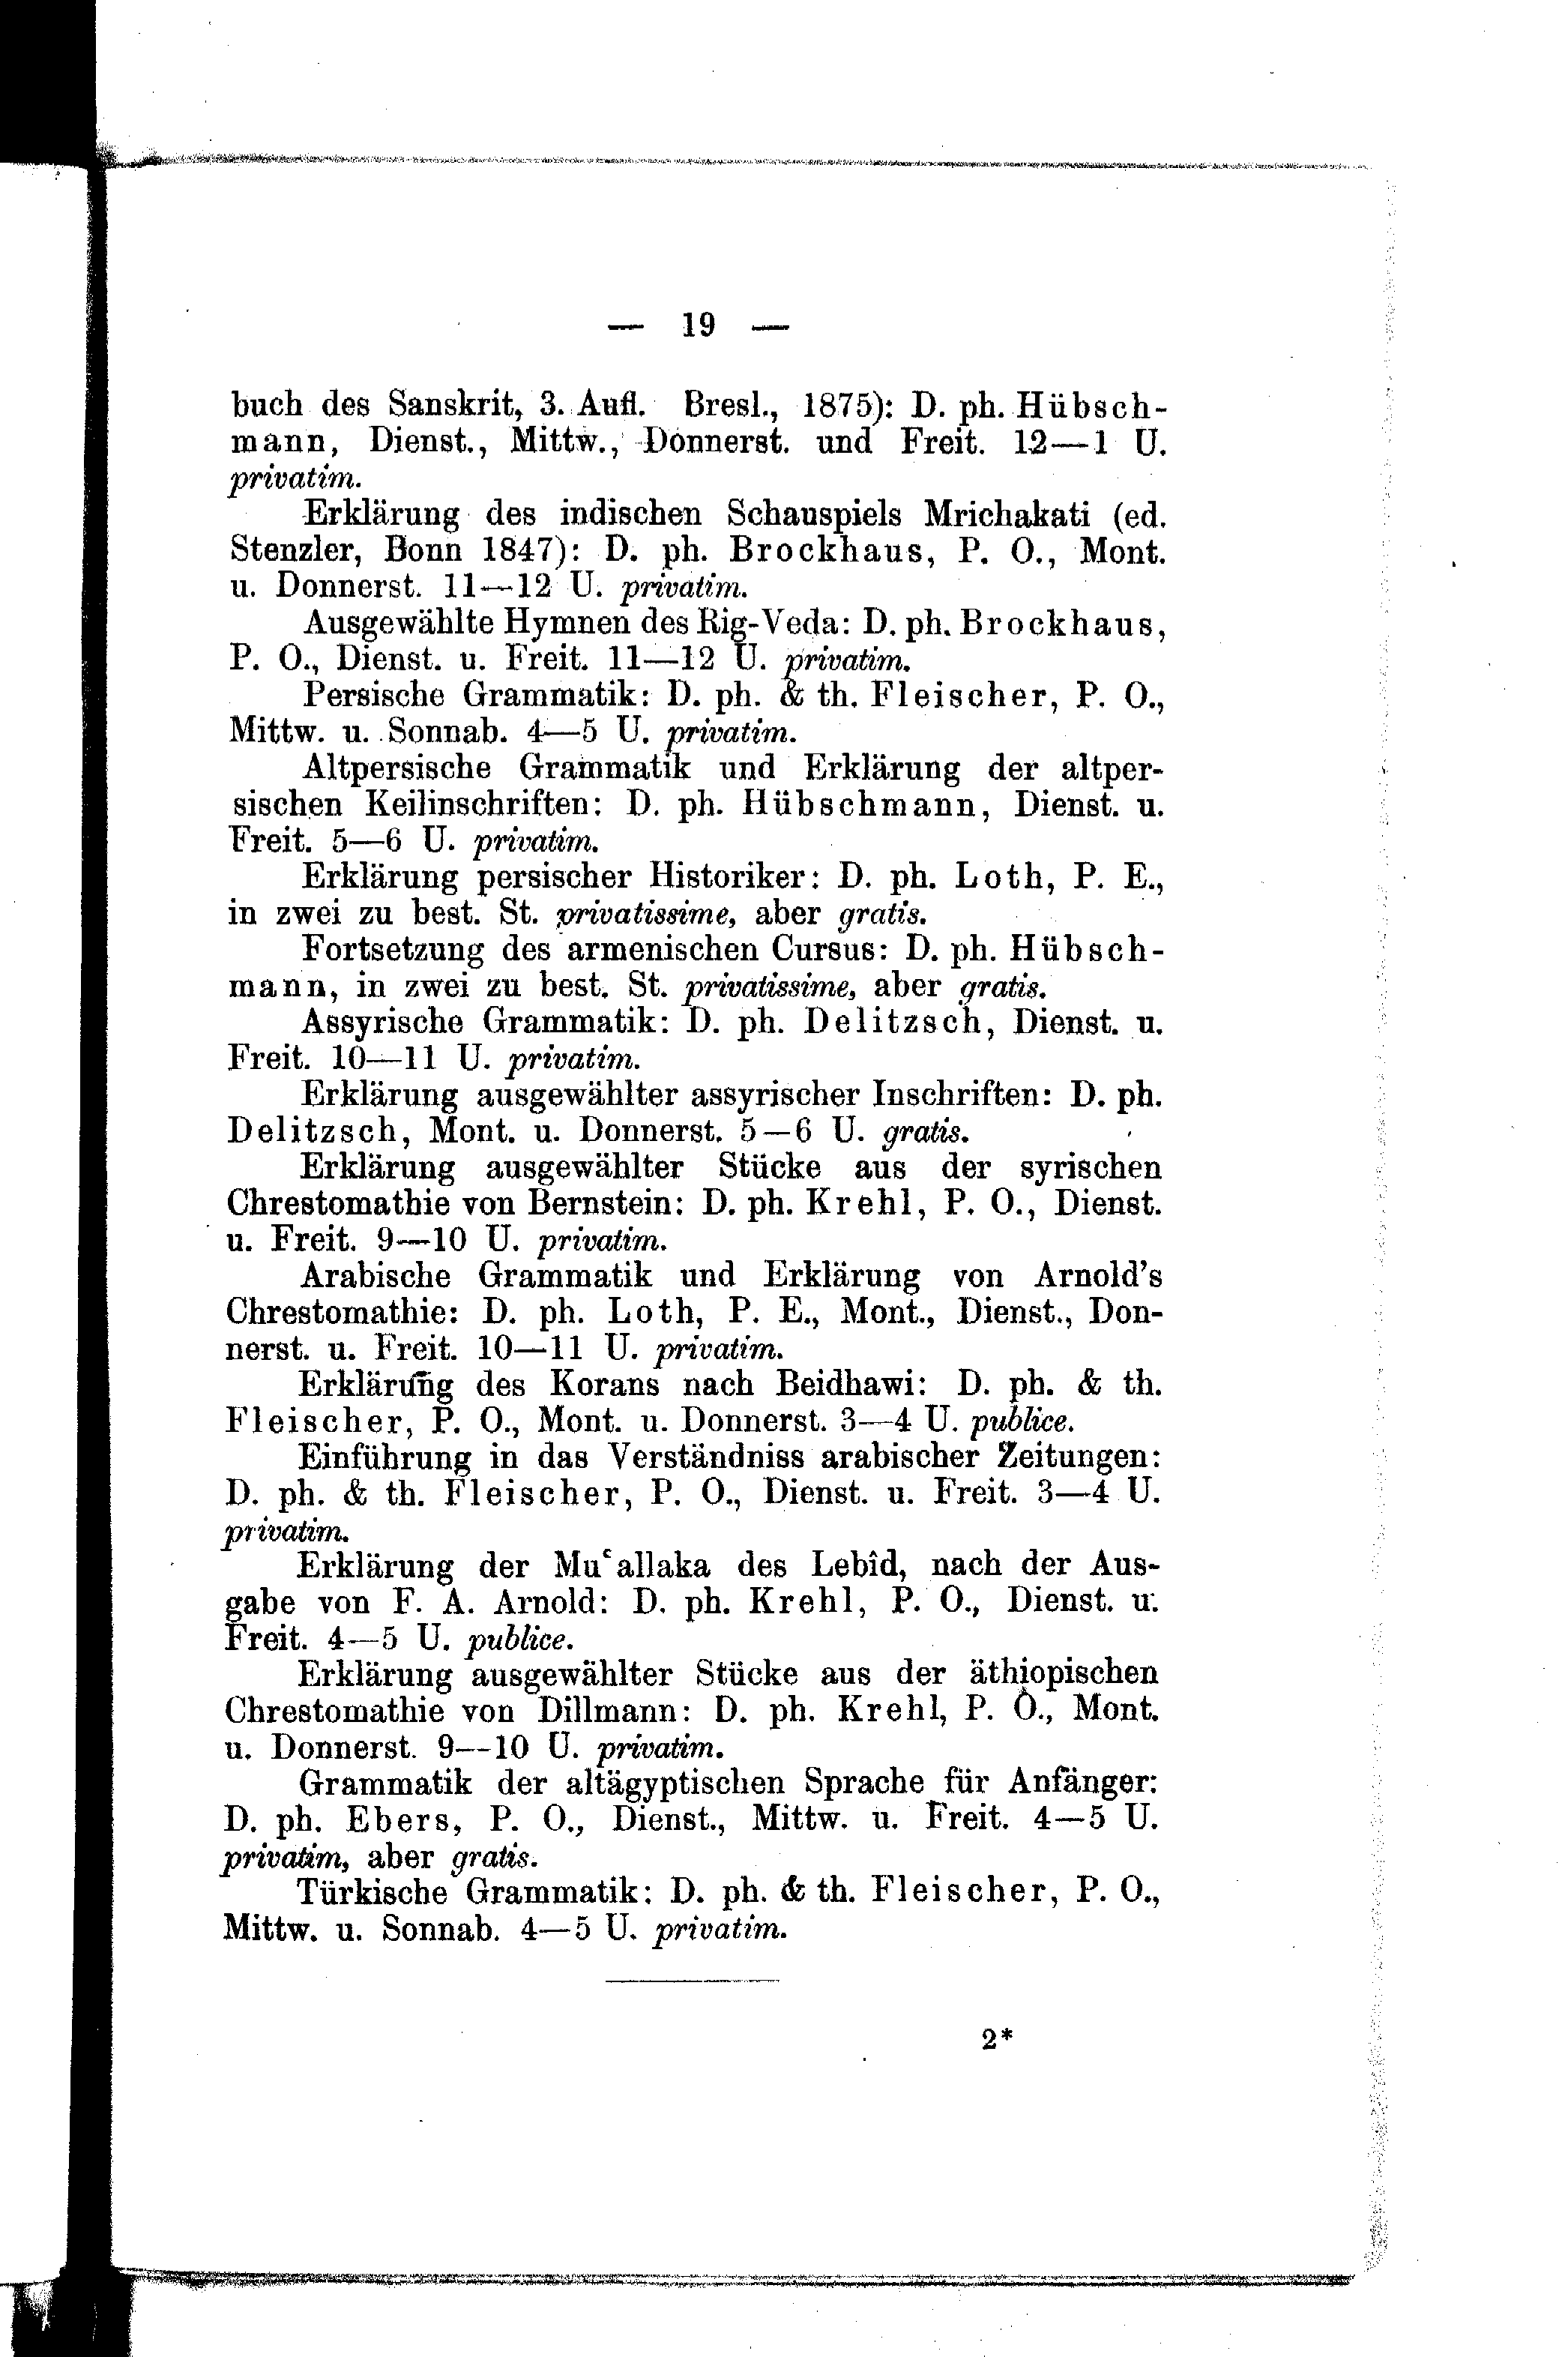 — 19 —
buch des Sanskrit, 3. Aufl. Bresl., 1875): D. ph. Hübsch-
mann, Dienst., Mittw., Donnerst. und Freit. 12—1 U.
privatim.
Erklärung des indischen Schauspiels Mrichakati (ed.
Stenzler, Bonn 1847): D. ph. Brockhaus, P. O., Mont.
u. Donnerst. 11—12 U. privatim.
Ausgewählte Hymnen des Rig-Veda: D. ph. Brockhaus,
P. O., Dienst. u. Freit. 11—12 U. privatim.
Persische Grammatik: D. ph. & th. Fleischer, P. O.,
Mittw. u. Sonnab. 4—5 U. privatim.
Altpersische Grammatik und Erklärung der altper-
sischen Keilinschriften: D. ph. Hübschmann, Dienst. u.
Freit. 5—6 U. privatim.
Erklärung persischer Historiker: D. ph. Loth, P. E.,
in zwei zu best. St. privatissime, aber gratis.
Fortsetzung des armenischen Cursus: D. ph. Hübsch-
mann, in zwei zu best. St. privatissime, aber gratis.
Assyrische Grammatik: D. ph. Delitzsch, Dienst. u.
Freit. 10—11 U. privatim.
Erklärung ausgewählter assyrischer Inschriften: D. ph.
Delitzsch, Mont. u. Donnerst. 5—6 U. gratis.
Erklärung ausgewählter Stücke aus der syrischen
Chrestomathie von Bernstein: D. ph. Krehl, P. O., Dienst.
u. Freit. 9—10 U. privatim.
Arabische Grammatik und Erklärung von Arnold's
Chrestomathie: D. ph. Loth, P. E., Mont., Dienst., Don-
nerst. u. Freit. 10—11 U. privatim.
Erklärung des Korans nach Beidhawi: D. ph. & th.
Fleischer, P. O., Mont. u. Donnerst. 3—4 U. publice.
Einführung in das Verständniss arabischer Zeitungen:
D. ph. & th. Fleischer, P. O., Dienst. u. Freit. 3—4 U.
privatim.
Erklärung der Muʿallaka des Lebîd, nach der Aus-
gabe von F. A. Arnold: D. ph. Krehl, P. O., Dienst. u.
Freit. 4—5 U. publice.
Erklärung ausgewählter Stücke aus der äthiopischen
Chrestomathie von Dillmann: D. ph. Krehl, P. O., Mont.
u. Donnerst. 9—10 U. privatim.
Grammatik der altägyptischen Sprache für Anfänger:
D. ph. Ebers, P. O., Dienst., Mittw. u. Freit. 4—5 U.
privatim, aber gratis.
Türkische Grammatik: D. ph. & th. Fleischer, P. O.,
Mittw. u. Sonnab. 4—5 U. privatim.
2*